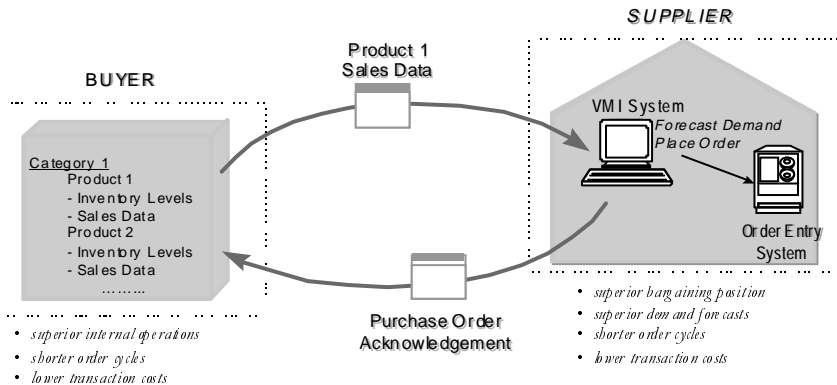 SUPPLIER
Product 1
Sales Data
BUYER
VMI System
Forecast Demand
Place Order
Category 1
Product 1
- Inventory Levels
- Sales Data
Product 2
- Inventory Levels
- Sales Data
………...
Order Entry
System
Purchase Order
Acknowledgement
• superior internal operations
• shorter order cycles
• lower transaction costs
• superior bargaining position
• superior demand forecasts
• shorter order cycles
• lower transaction costs